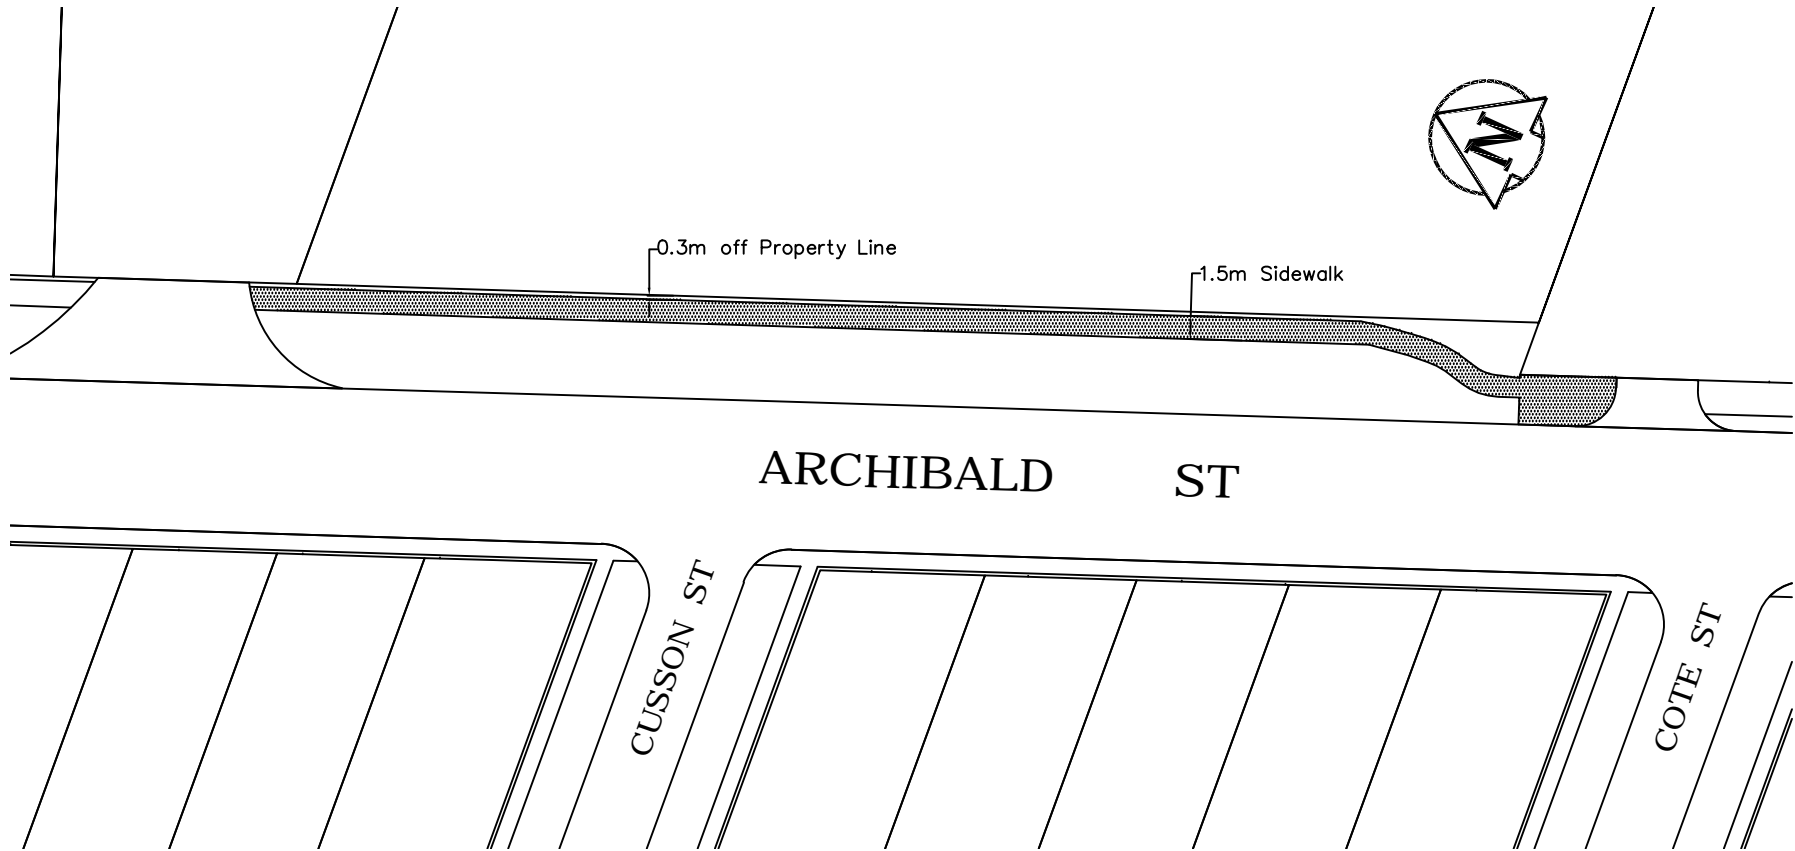 N
0.3m off Property Line
1.5m Sidewalk
ARCHIBALD ST
CUSSON ST
COTE ST